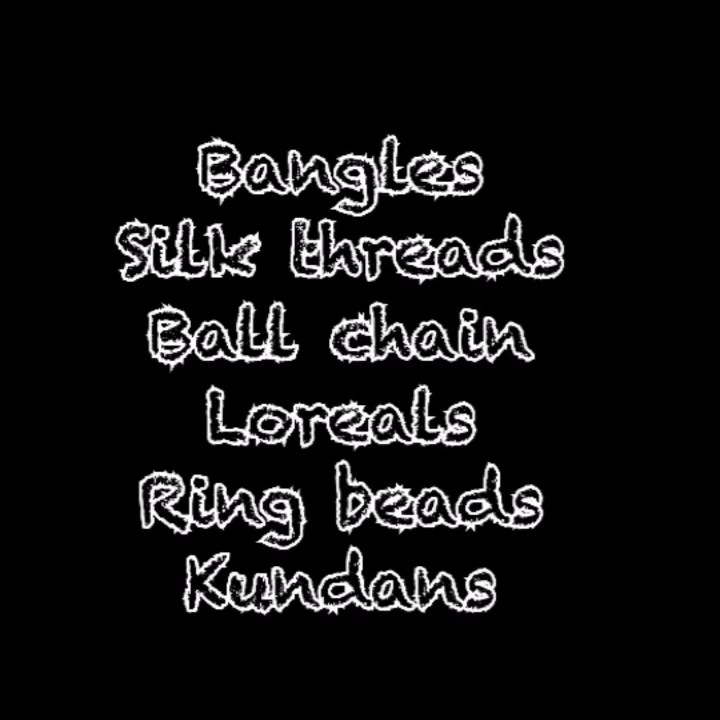 Bangles
Silk threads
Ball chain
Loreals
Ring beads
Kundans